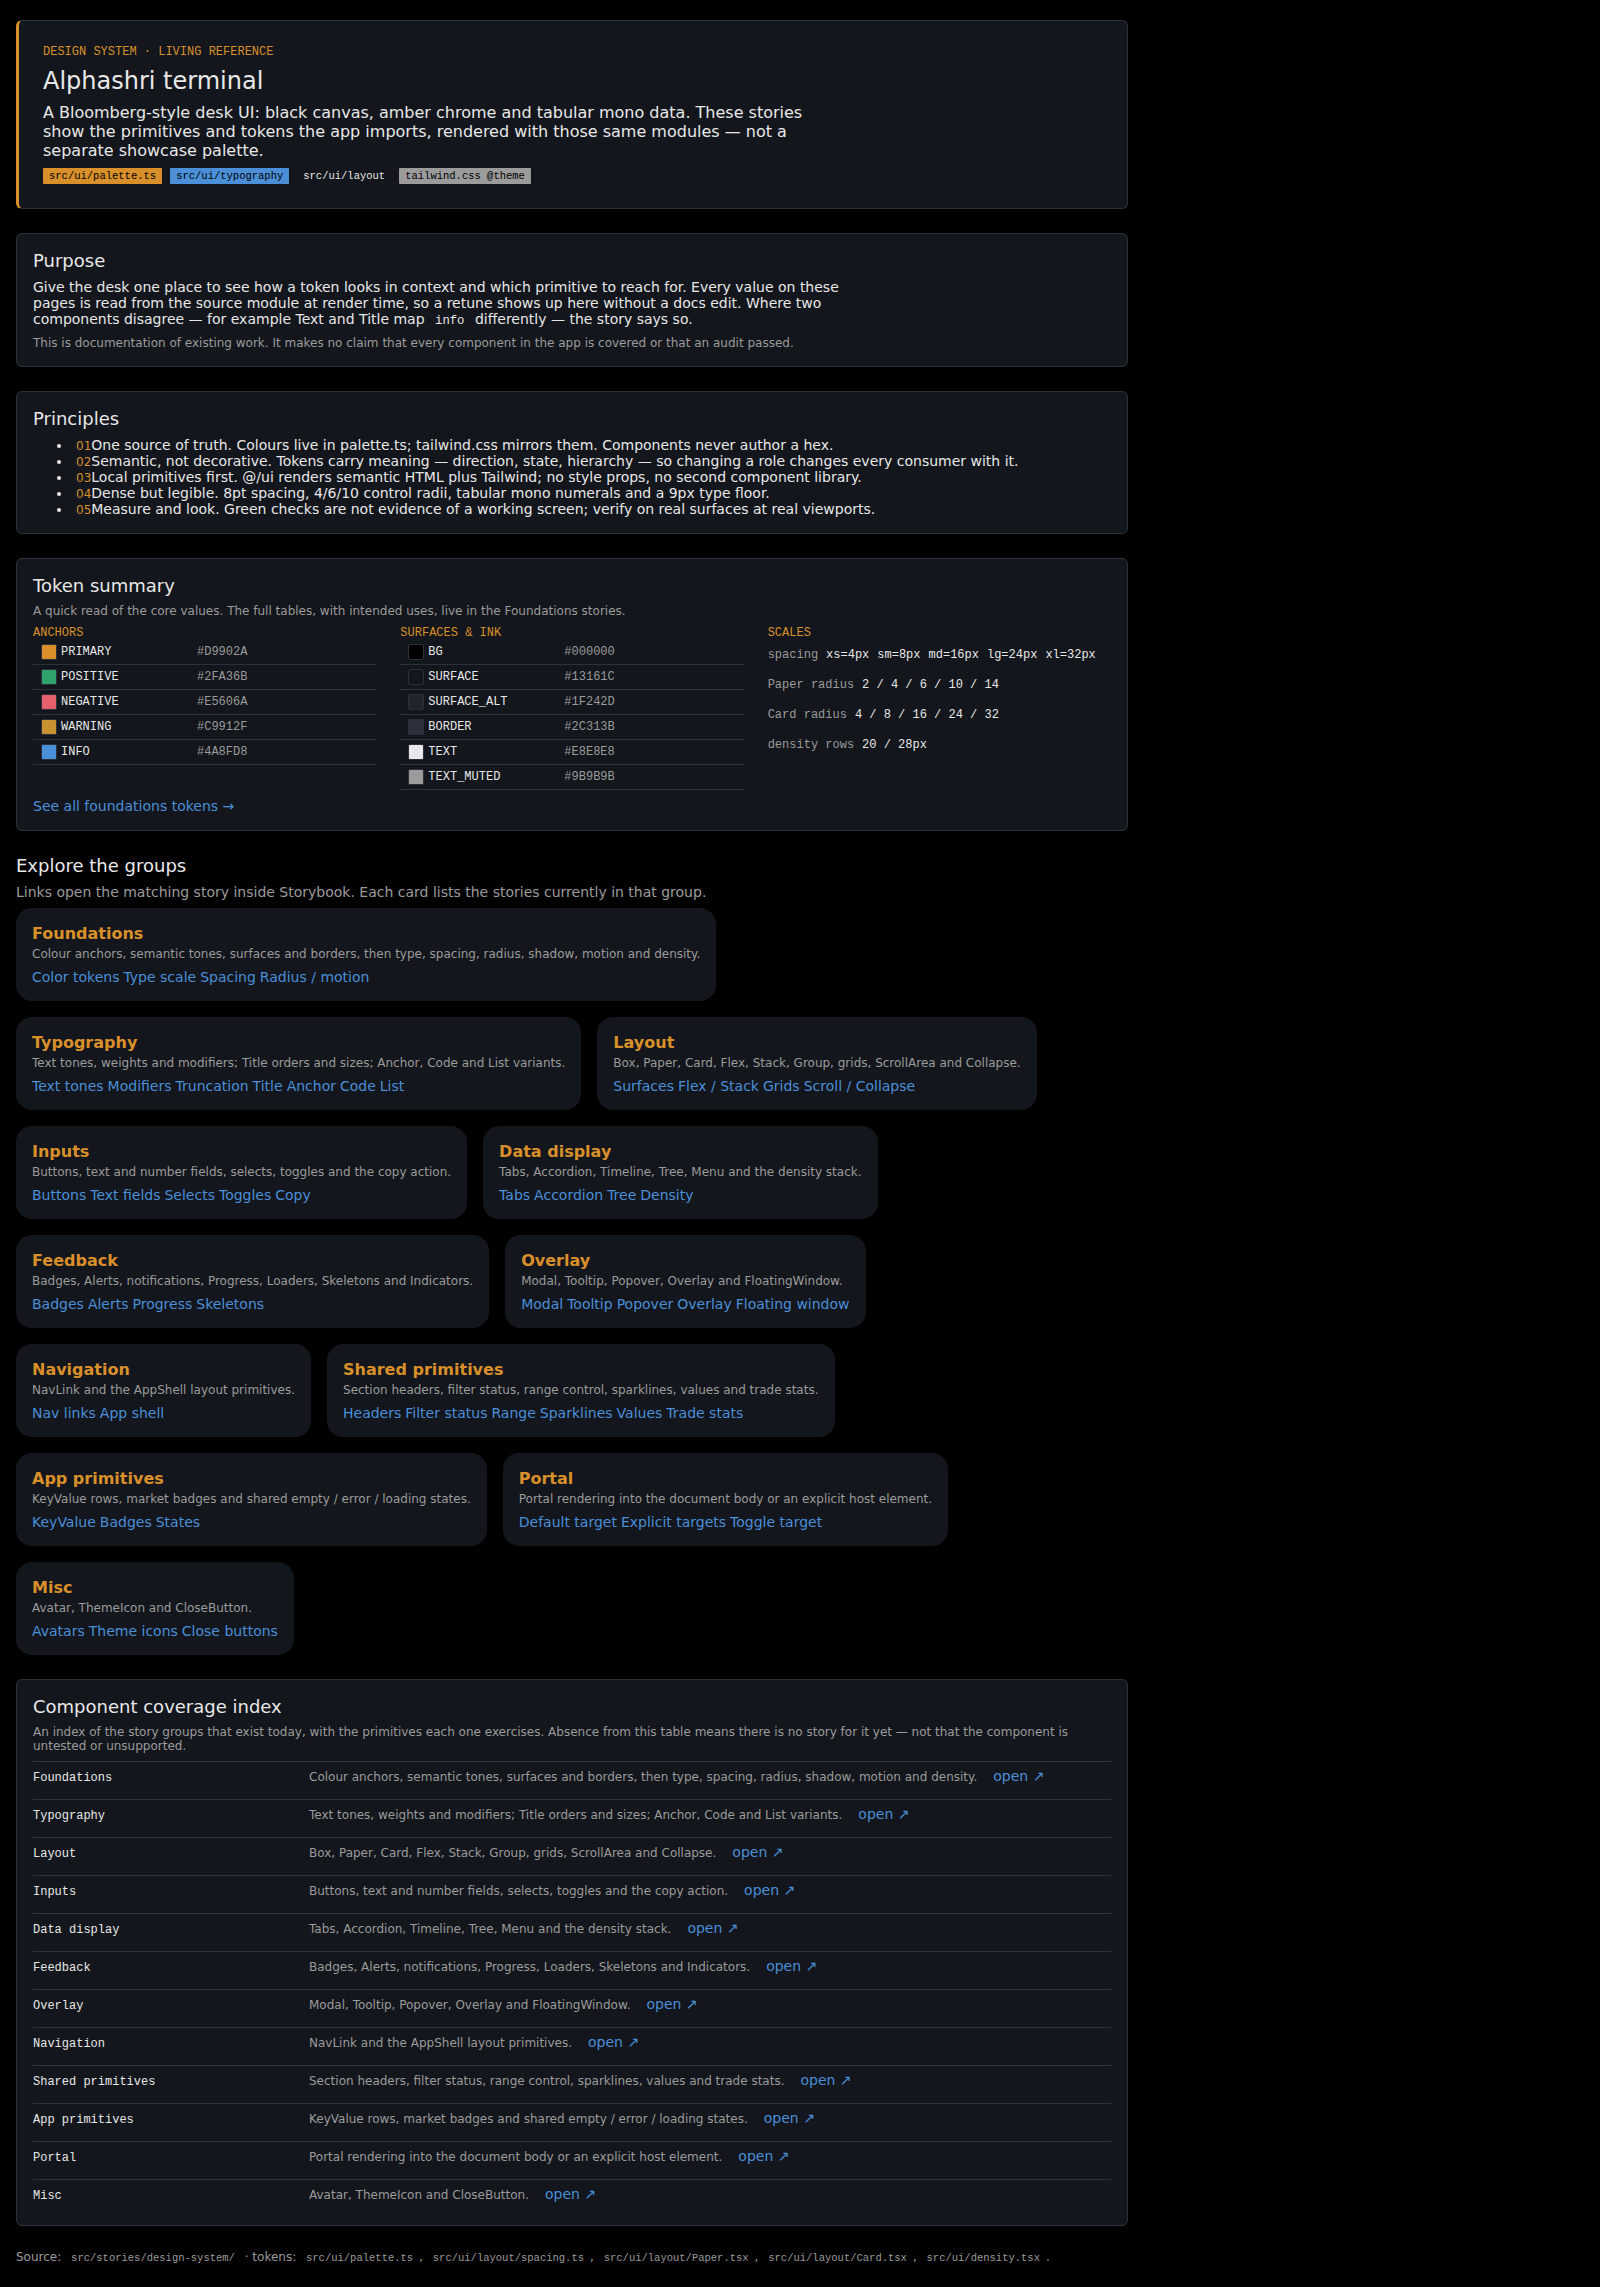 DESIGN SYSTEM · LIVING REFERENCE
Alphashri terminal
A Bloomberg-style desk UI: black canvas, amber chrome and tabular mono data. These stories
show the primitives and tokens the app imports, rendered with those same modules — not a
separate showcase palette.
src/ui/palette.ts src/ui/typography src/ui/layout tailwind.css @theme
Purpose
Give the desk one place to see how a token looks in context and which primitive to reach for. Every value on these
pages is read from the source module at render time, so a retune shows up here without a docs edit. Where two
components disagree — for example Text and Title map info differently — the story says so.
This is documentation of existing work. It makes no claim that every component in the app is covered or that an audit passed.
Principles
• 01One source of truth. Colours live in palette.ts; tailwind.css mirrors them. Components never author a hex.
• 02Semantic, not decorative. Tokens carry meaning — direction, state, hierarchy — so changing a role changes every consumer with it.
• 03Local primitives first. @/ui renders semantic HTML plus Tailwind; no style props, no second component library.
• 04Dense but legible. 8pt spacing, 4/6/10 control radii, tabular mono numerals and a 9px type floor.
• 05Measure and look. Green checks are not evidence of a working screen; verify on real surfaces at real viewports.
Token summary
A quick read of the core values. The full tables, with intended uses, live in the Foundations stories.
ANCHORS
PRIMARY #D9902A
POSITIVE #2FA36B
NEGATIVE #E5606A
WARNING #C9912F
INFO #4A8FD8
SURFACES & INK
BG #000000
SURFACE #13161C
SURFACE_ALT #1F242D
BORDER #2C313B
TEXT #E8E8E8
TEXT_MUTED #9B9B9B
SCALES
spacing xs=4px sm=8px md=16px lg=24px xl=32px
Paper radius 2 / 4 / 6 / 10 / 14
Card radius 4 / 8 / 16 / 24 / 32
density rows 20 / 28px
See all foundations tokens →
Explore the groups
Links open the matching story inside Storybook. Each card lists the stories currently in that group.
Foundations
Colour anchors, semantic tones, surfaces and borders, then type, spacing, radius, shadow, motion and density.
Color tokens Type scale Spacing Radius / motion
Typography
Text tones, weights and modifiers; Title orders and sizes; Anchor, Code and List variants.
Text tones Modifiers Truncation Title Anchor Code List
Layout
Box, Paper, Card, Flex, Stack, Group, grids, ScrollArea and Collapse.
Surfaces Flex / Stack Grids Scroll / Collapse
Inputs
Buttons, text and number fields, selects, toggles and the copy action.
Buttons Text fields Selects Toggles Copy
Data display
Tabs, Accordion, Timeline, Tree, Menu and the density stack.
Tabs Accordion Tree Density
Feedback
Badges, Alerts, notifications, Progress, Loaders, Skeletons and Indicators.
Badges Alerts Progress Skeletons
Overlay
Modal, Tooltip, Popover, Overlay and FloatingWindow.
Modal Tooltip Popover Overlay Floating window
Navigation
NavLink and the AppShell layout primitives.
Nav links App shell
Shared primitives
Section headers, filter status, range control, sparklines, values and trade stats.
Headers Filter status Range Sparklines Values Trade stats
App primitives
KeyValue rows, market badges and shared empty / error / loading states.
KeyValue Badges States
Portal
Portal rendering into the document body or an explicit host element.
Default target Explicit targets Toggle target
Misc
Avatar, ThemeIcon and CloseButton.
Avatars Theme icons Close buttons
Component coverage index
An index of the story groups that exist today, with the primitives each one exercises. Absence from this table means there is no story for it yet — not that the component is
untested or unsupported.
Foundations Colour anchors, semantic tones, surfaces and borders, then type, spacing, radius, shadow, motion and density. open ↗
Typography Text tones, weights and modifiers; Title orders and sizes; Anchor, Code and List variants. open ↗
Layout Box, Paper, Card, Flex, Stack, Group, grids, ScrollArea and Collapse. open ↗
Inputs Buttons, text and number fields, selects, toggles and the copy action. open ↗
Data display Tabs, Accordion, Timeline, Tree, Menu and the density stack. open ↗
Feedback Badges, Alerts, notifications, Progress, Loaders, Skeletons and Indicators. open ↗
Overlay Modal, Tooltip, Popover, Overlay and FloatingWindow. open ↗
Navigation NavLink and the AppShell layout primitives. open ↗
Shared primitives Section headers, filter status, range control, sparklines, values and trade stats. open ↗
App primitives KeyValue rows, market badges and shared empty / error / loading states. open ↗
Portal Portal rendering into the document body or an explicit host element. open ↗
Misc Avatar, ThemeIcon and CloseButton. open ↗
Source: src/stories/design-system/ · tokens: src/ui/palette.ts , src/ui/layout/spacing.ts , src/ui/layout/Paper.tsx , src/ui/layout/Card.tsx , src/ui/density.tsx .